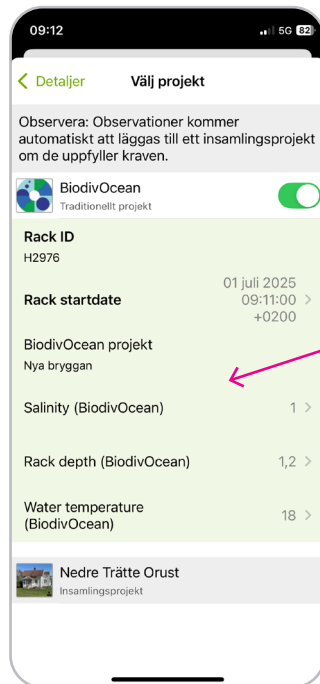 09:12
5G 82
Detaljer
Välj projekt
Observera: Observationer kommer
automatiskt att läggas till ett insamlingsprojekt
om de uppfyller kraven.
BiodivOcean
Traditionellt projekt
Rack ID
H2976
Rack startdate
01 juli 2025
09:11:00
+0200
BiodivOcean projekt
Nya bryggan
Salinity (BiodivOcean)
1
Rack depth (BiodivOcean)
1,2
Water temperature
(BiodivOcean)
18
Nedre Trätte Orust
Insamlingsprojekt